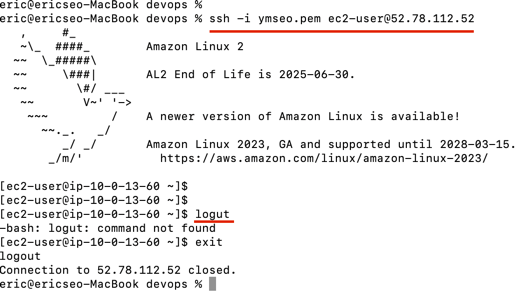 eric@ericseo-MacBook devops %
eric@ericseo-MacBook devops % ssh -i ymseo.pem ec2-user@52.78.112.52
   ,     #_
   ~\_  ####_        Amazon Linux 2
  ~~  \_#####\
  ~~     \###|       AL2 End of Life is 2025-06-30.
  ~~       \#/ ___
   ~~       V~' '->
    ~~~         /    A newer version of Amazon Linux is available!
      ~~._.   _/
         _/ _/       Amazon Linux 2023, GA and supported until 2028-03-15.
       _/m/'           https://aws.amazon.com/linux/amazon-linux-2023/

[ec2-user@ip-10-0-13-60 ~]$
[ec2-user@ip-10-0-13-60 ~]$
[ec2-user@ip-10-0-13-60 ~]$ logut
-bash: logut: command not found
[ec2-user@ip-10-0-13-60 ~]$ exit
logout
Connection to 52.78.112.52 closed.
eric@ericseo-MacBook devops %